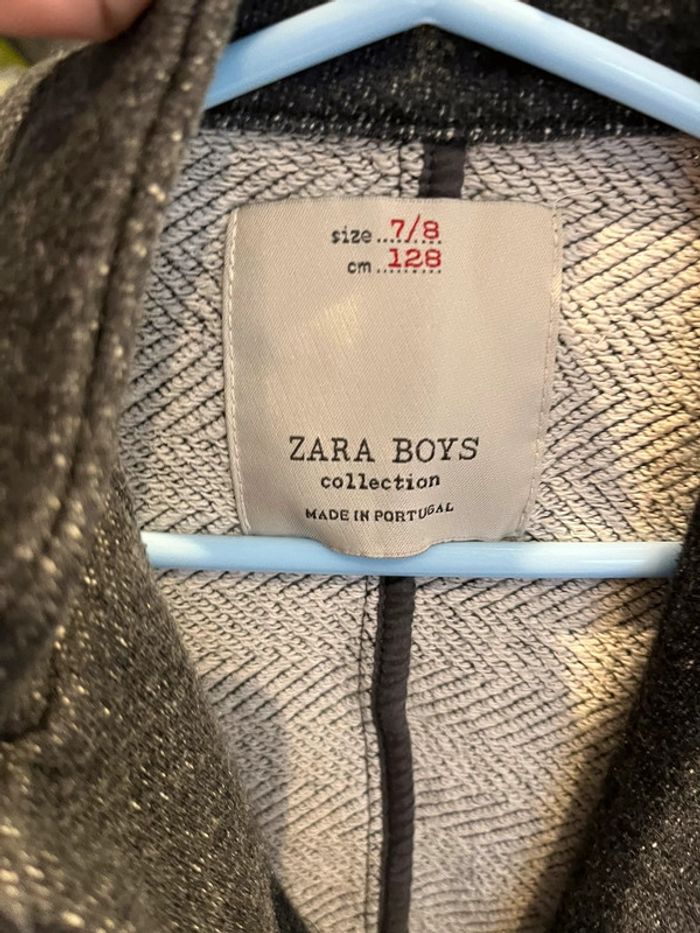 size..7/8
cm..128
ZARA BOYS
collection
MADE IN PORTUGAL